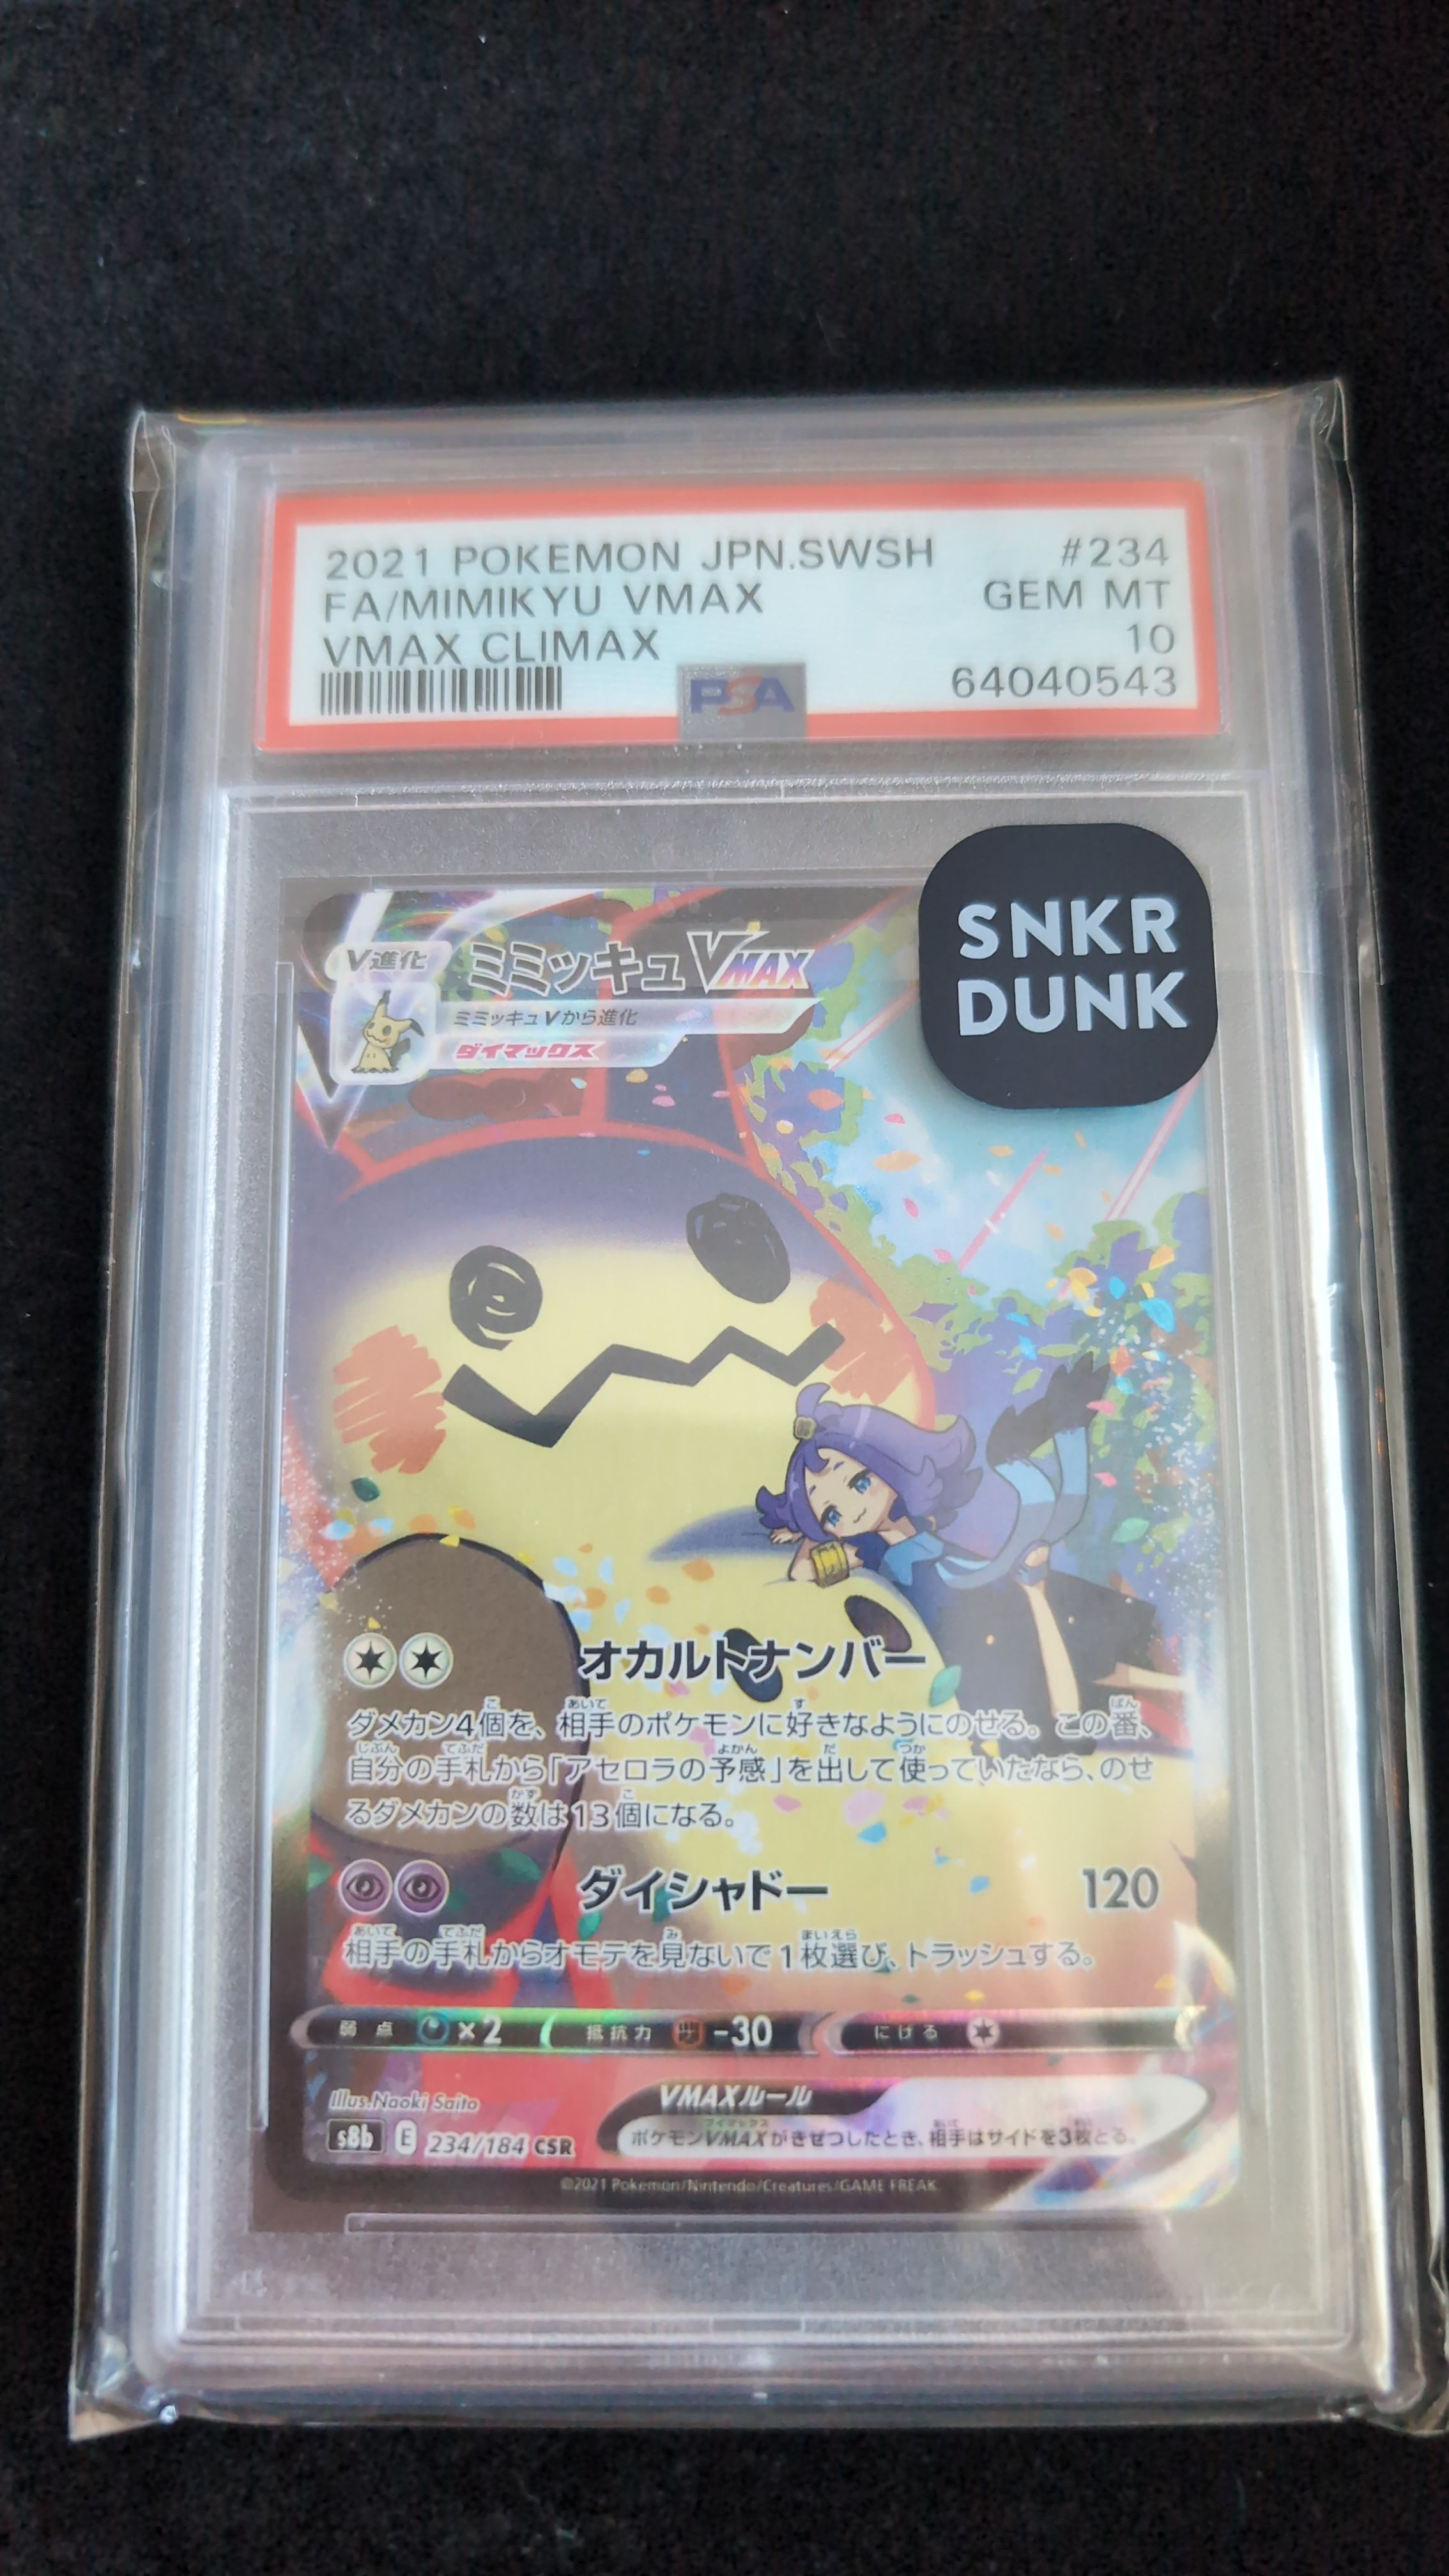 2021 POKEMON JPN.SWSH #234
FA/MIMIKYU VMAX GEM MT
VMAX CLIMAX 10
PSA 64040543
SNKR
DUNK
V進化 ミミッキュVMAX
ミミッキュVから進化
ダイマックス
オカルトナンバー
ダメカン4個を、相手のポケモンに好きなようにのせる。この番、
自分の手札から「アセロラの予感」を出して使っていたなら、のせ
るダメカンの数は13個になる。
ダイシャドー 120
相手の手札からオモテを見ないで1枚選び、トラッシュする。
弱点 ×2 抵抗力 -30 にげる
Illus.Naoki Saito
VMAXルール
s8b E 234/184 CSR
ポケモンVMAXがきぜつしたとき、相手はサイドを3枚とる。
©2021 Pokémon/Nintendo/Creatures/GAME FREAK.